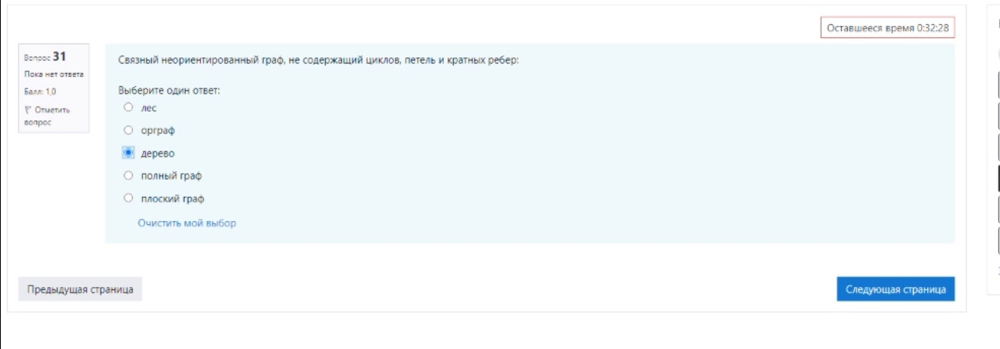 Оставшееся время 0:32:28
Вопрос 31
Пока нет ответа
Балл: 1,0
Отметить вопрос
Связный неориентированный граф, не содержащий циклов, петель и кратных ребер:
Выберите один ответ:
лес
орграф
дерево
полный граф
плоский граф
Очистить мой выбор
Предыдущая страница
Следующая страница